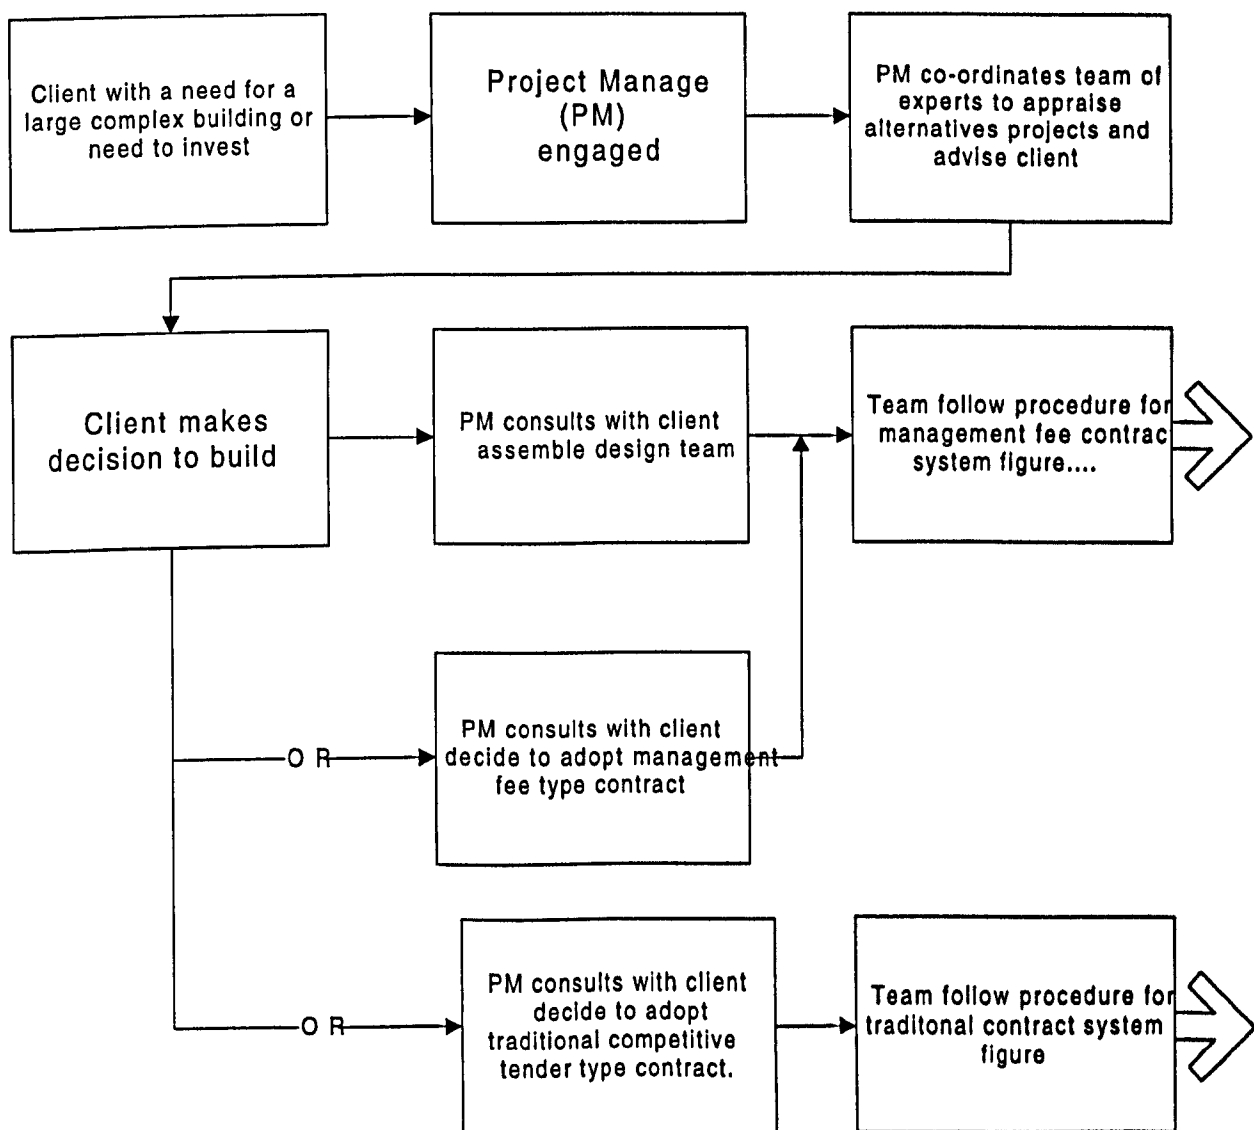 Client with a need for a
large complex building or
need to invest
Project Manage
(PM)
engaged
PM co-ordinates team of
experts to appraise
alternatives projects and
advise client
Client makes
decision to build
PM consults with client
assemble design team
Team follow procedure for
management fee contrac
system figure....
OR
PM consults with client
decide to adopt management
fee type contract
OR
PM consults with client
decide to adopt
traditional competitive
tender type contract.
Team follow procedure for
traditonal contract system
figure